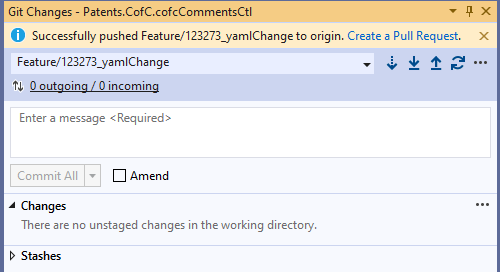 Git Changes - Patents.CofC.cofcCommentsCtl
Successfully pushed Feature/123273_yamlChange to origin. Create a Pull Request.
Feature/123273_yamlChange
0 outgoing / 0 incoming
Enter a message <Required>
Commit All
Amend
Changes
There are no unstaged changes in the working directory.
Stashes